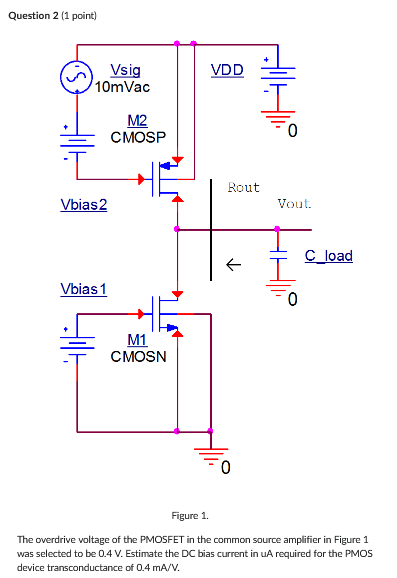 Question 2 (1 point)
Vsig
10mVac
VDD
0
M2
CMOSP
Rout
Vbias2
Vout
C_load
Vbias1
0
M1
CMOSN
0
Figure 1.
The overdrive voltage of the PMOSFET in the common source amplifier in Figure 1
was selected to be 0.4 V. Estimate the DC bias current in uA required for the PMOS
device transconductance of 0.4 mA/V.